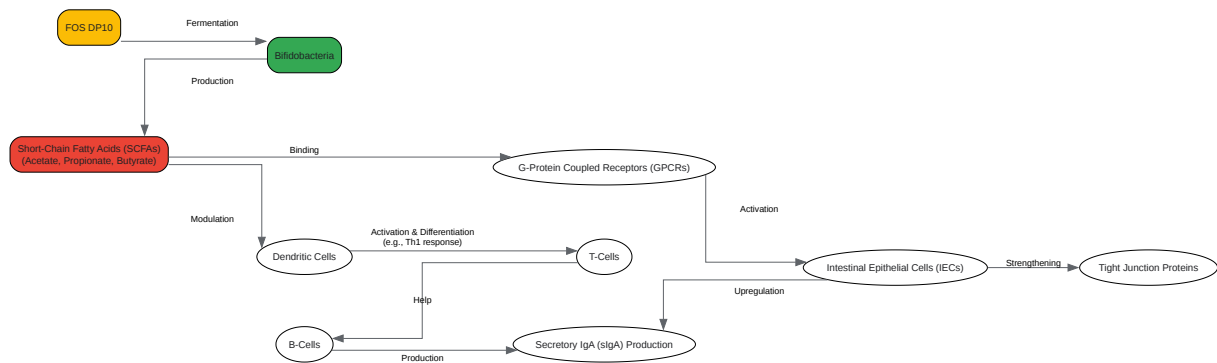 FOS DP10
Fermentation
Bifidobacteria
Production
Short-Chain Fatty Acids (SCFAs)
(Acetate, Propionate, Butyrate)
Binding
G-Protein Coupled Receptors (GPCRs)
Modulation
Activation
Activation & Differentiation
(e.g., Th1 response)
Dendritic Cells
T-Cells
Intestinal Epithelial Cells (IECs)
Strengthening
Tight Junction Proteins
Help
Upregulation
B-Cells
Production
Secretory IgA (sIgA) Production